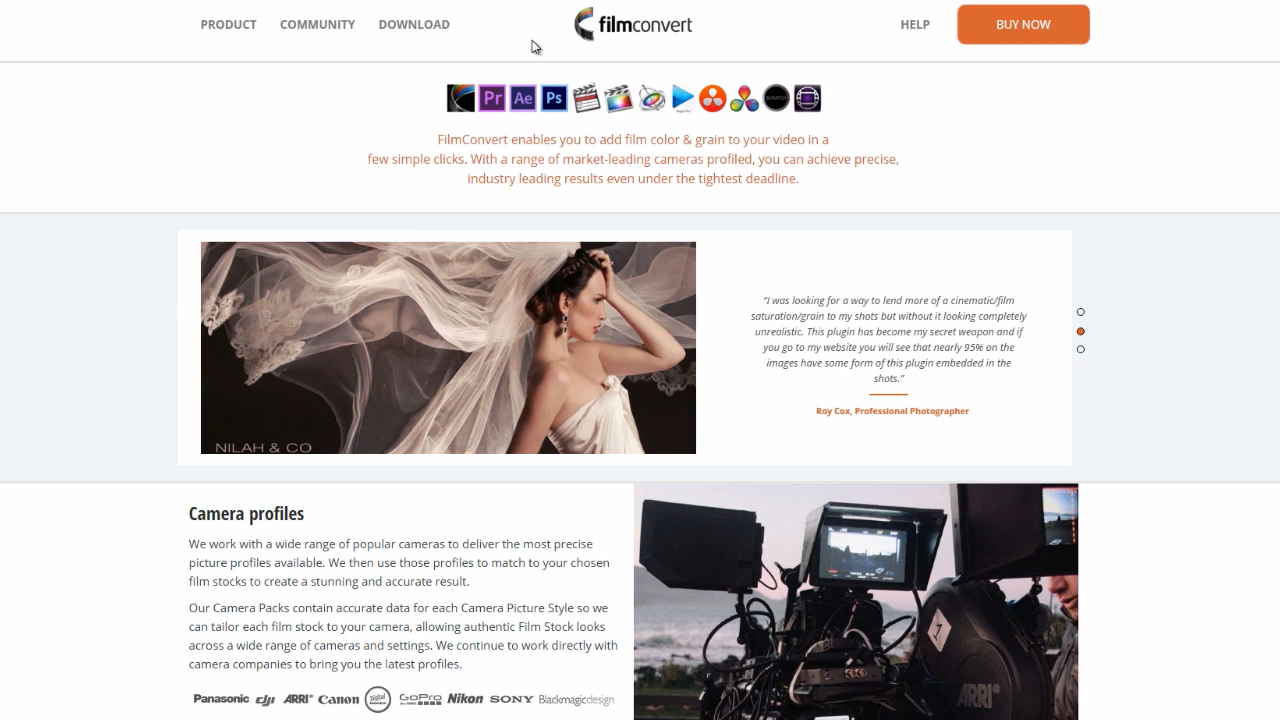 PRODUCT COMMUNITY DOWNLOAD filmconvert HELP BUY NOW
Pr Ae Ps
FilmConvert enables you to add film color & grain to your video in a
few simple clicks. With a range of market-leading cameras profiled, you can achieve precise,
industry leading results even under the tightest deadline.
“I was looking for a way to lend more of a cinematic/film
saturation/grain to my shots but without it looking completely
unrealistic. This plugin has become my secret weapon and if
you go to my website you will see that nearly 95% on the
images have some form of this plugin embedded in the
shots.”
Roy Cox, Professional Photographer
NILAH & CO
Camera profiles
We work with a wide range of popular cameras to deliver the most precise
picture profiles available. We then use those profiles to match to your chosen
film stocks to create a stunning and accurate result.
Our Camera Packs contain accurate data for each Camera Picture Style so we
can tailor each film stock to your camera, allowing authentic Film Stock looks
across a wide range of cameras and settings. We continue to work directly with
camera companies to bring you the latest profiles.
Panasonic dji ARRI Canon GoPro Nikon SONY Blackmagicdesign
ARRI